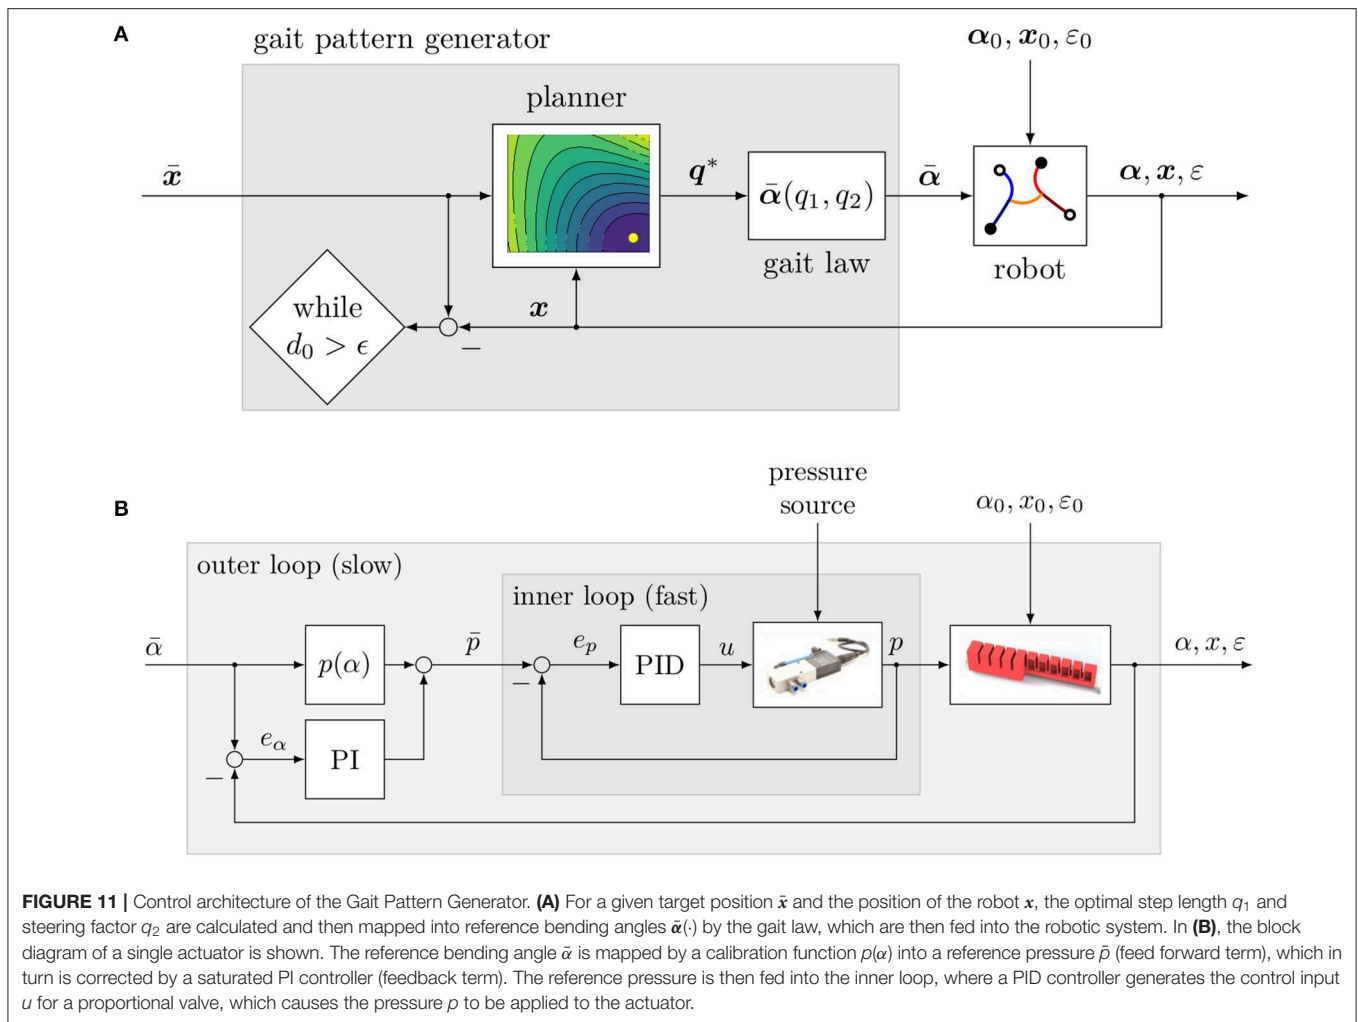 A
gait pattern generator
α₀, x₀, ε₀
planner
x̄
q*
ᾱ(q₁, q₂)
ᾱ
α, x, ε
gait law
robot
while
d₀ > ϵ
x
−
B
pressure
source
α₀, x₀, ε₀
outer loop (slow)
inner loop (fast)
ᾱ
p(α)
p̄
eₚ
PID
u
p
α, x, ε
−
e_α
PI
−
FIGURE 11 | Control architecture of the Gait Pattern Generator. (A) For a given target position x̄ and the position of the robot x, the optimal step length q₁ and
steering factor q₂ are calculated and then mapped into reference bending angles ᾱ(·) by the gait law, which are then fed into the robotic system. In (B), the block
diagram of a single actuator is shown. The reference bending angle ᾱ is mapped by a calibration function p(α) into a reference pressure p̄ (feed forward term), which in
turn is corrected by a saturated PI controller (feedback term). The reference pressure is then fed into the inner loop, where a PID controller generates the control input
u for a proportional valve, which causes the pressure p to be applied to the actuator.